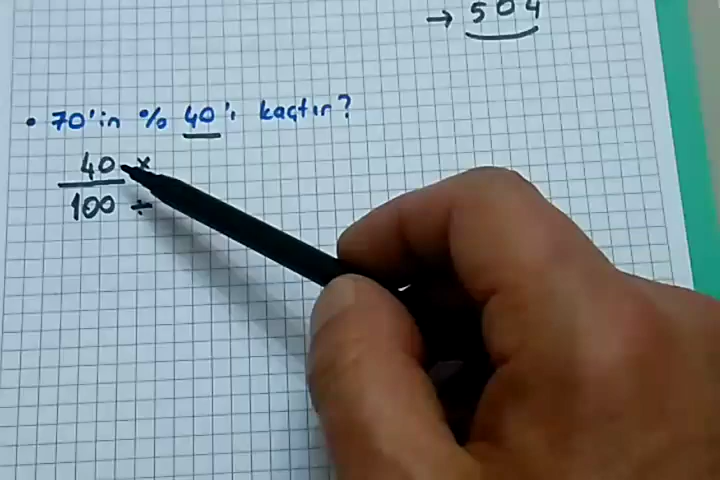 → 504
• 70'in % 40'ı kaçtır?
40 ×
100 ÷